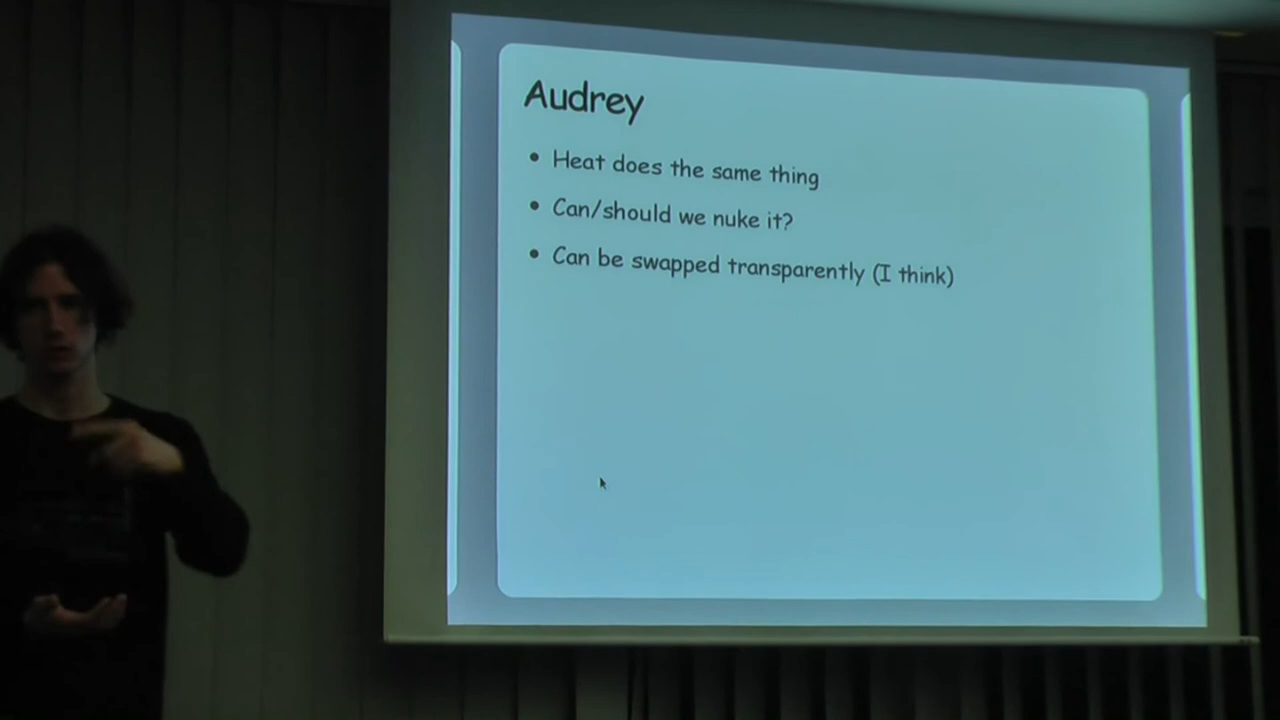 Audrey
• Heat does the same thing
• Can/should we nuke it?
• Can be swapped transparently (I think)